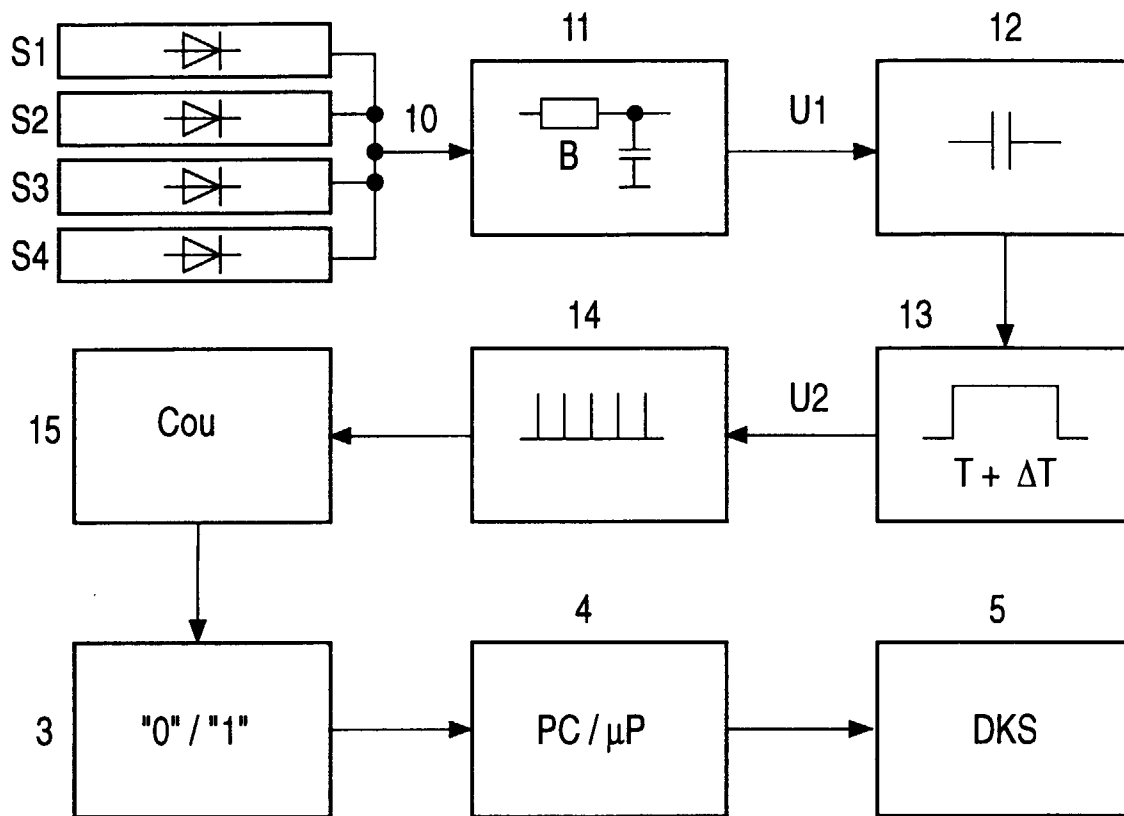 S1
S2
S3
S4
10
11
B
U1
12
13
T + ΔT
U2
14
15
Cou
3
"0" / "1"
4
PC / μP
5
DKS